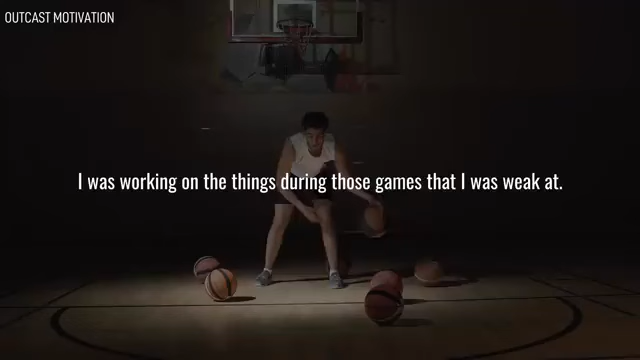 OUTCAST MOTIVATION
I was working on the things during those games that I was weak at.